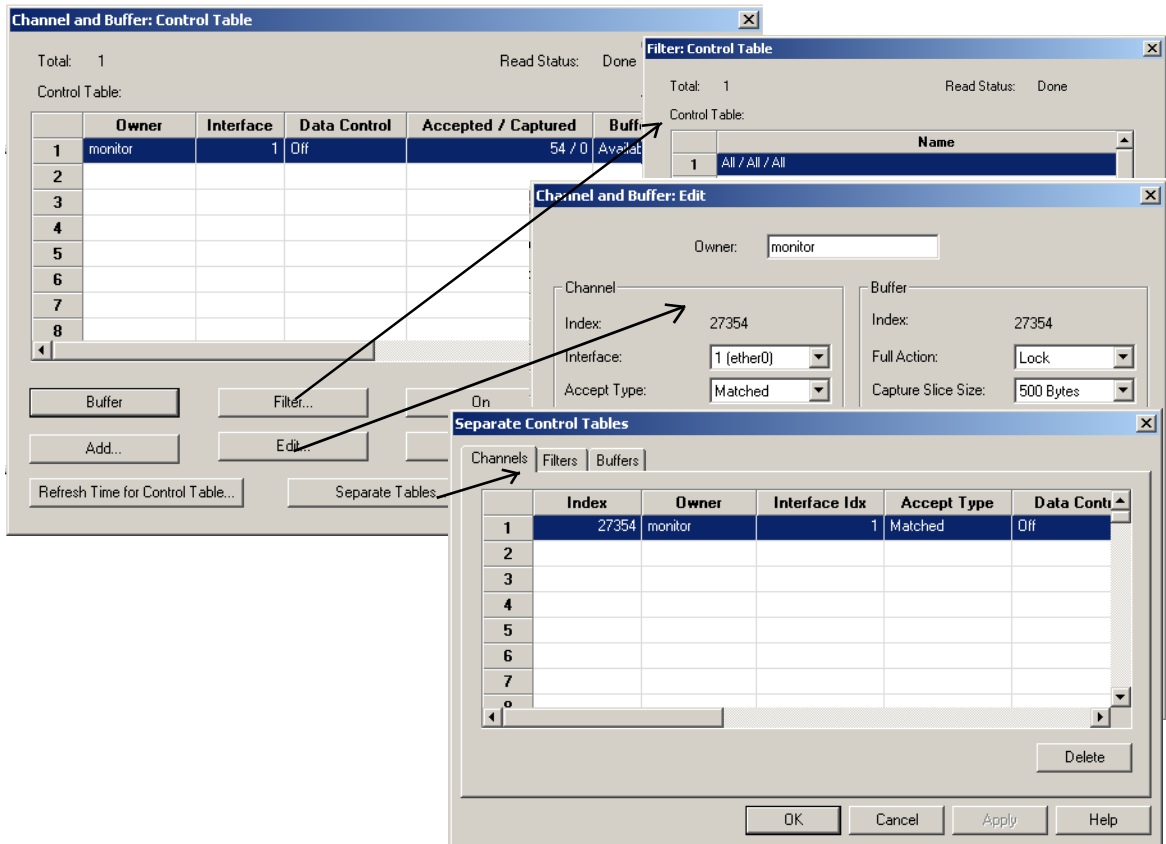 Channel and Buffer: Control Table
Total: 1 Read Status: Done
Control Table:
Owner Interface Data Control Accepted / Captured
1 monitor 1 Off 54 / 0
2
3
4
5
6
7
8
Buffer Filter... On
Add... Edit...
Refresh Time for Control Table... Separate Tables
Filter: Control Table
Total: 1 Read Status: Done
Control Table:
Name
1 All / All / All
Channel and Buffer: Edit
Owner: monitor
Channel
Index: 27354
Interface: 1 (ether0)
Accept Type: Matched
Buffer
Index: 27354
Full Action: Lock
Capture Slice Size: 500 Bytes
Separate Control Tables
Channels Filters Buffers
Index Owner Interface Idx Accept Type Data Contr
1 27354 monitor 1 Matched Off
2
3
4
5
6
7
Delete
OK Cancel Apply Help